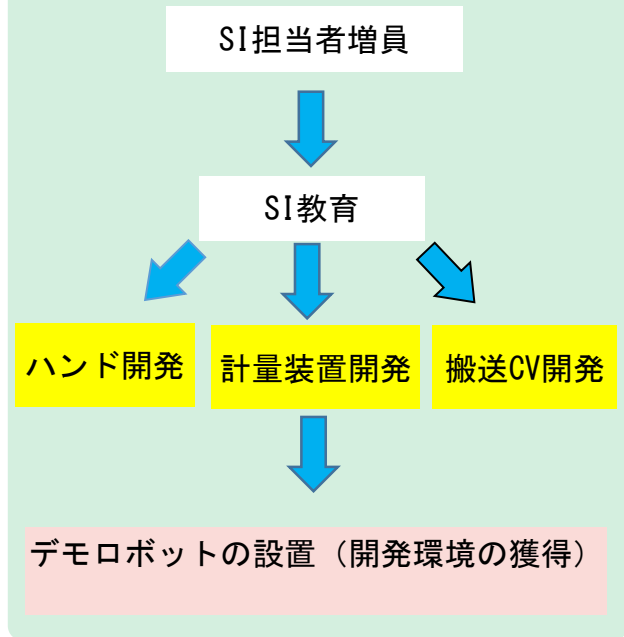 SI担当者増員
SI教育
ハンド開発
計量装置開発
搬送CV開発
デモロボットの設置（開発環境の獲得）